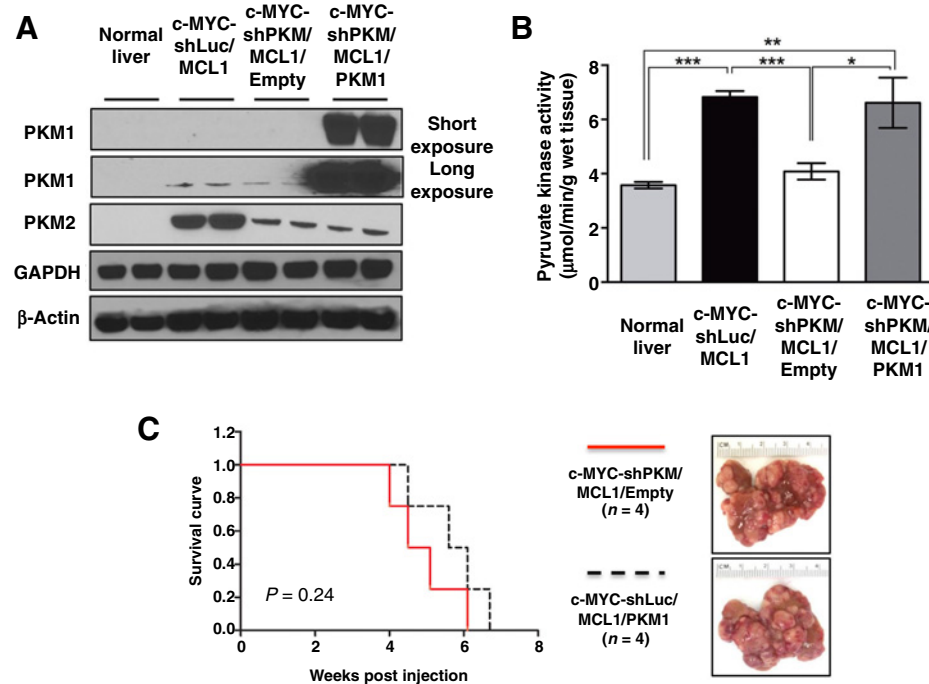 A
Normal
liver
c-MYC-
shLuc/
MCL1
c-MYC-
shPKM/
MCL1/
Empty
c-MYC-
shPKM/
MCL1/
PKM1
PKM1
Short
exposure
PKM1
Long
exposure
PKM2
GAPDH
β-Actin
B
Pyruvate kinase activity
(μmol/min/g wet tissue)
8
6
4
2
0
**
***
***
*
Normal
liver
c-MYC-
shLuc/
MCL1
c-MYC-
shPKM/
MCL1/
Empty
c-MYC-
shPKM/
MCL1/
PKM1
C
Survival curve
1.2
1.0
0.8
0.6
0.4
0.2
0.0
P = 0.24
0 2 4 6 8
Weeks post injection
c-MYC-shPKM/
MCL1/Empty
(n = 4)
c-MYC-shLuc/
MCL1/PKM1
(n = 4)